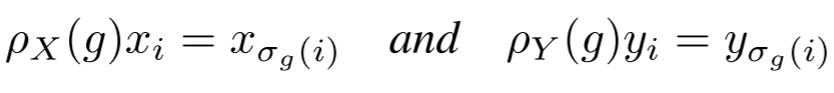 ρ_X(g)x_i = x_{σ_g(i)} and ρ_Y(g)y_i = y_{σ_g(i)}